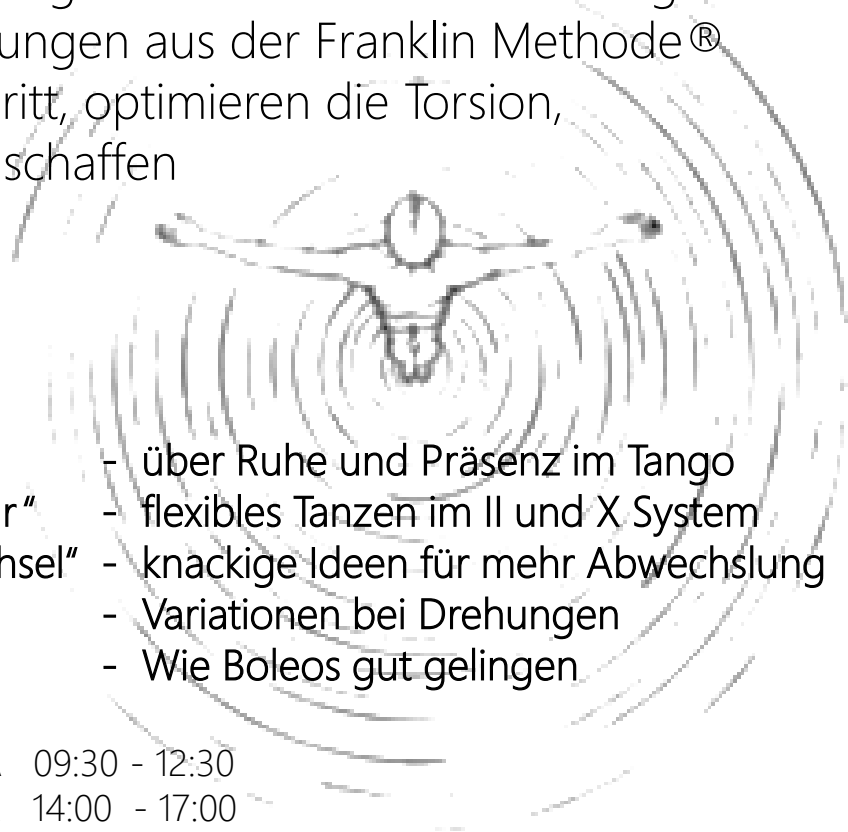 ungen aus der Franklin Methode®
ritt, optimieren die Torsion,
schaffen
- über Ruhe und Präsenz im Tango
r“ - flexibles Tanzen im II und X System
hsel“ - knackige Ideen für mehr Abwechslung
- Variationen bei Drehungen
- Wie Boleos gut gelingen
09:30 - 12:30
14:00 - 17:00